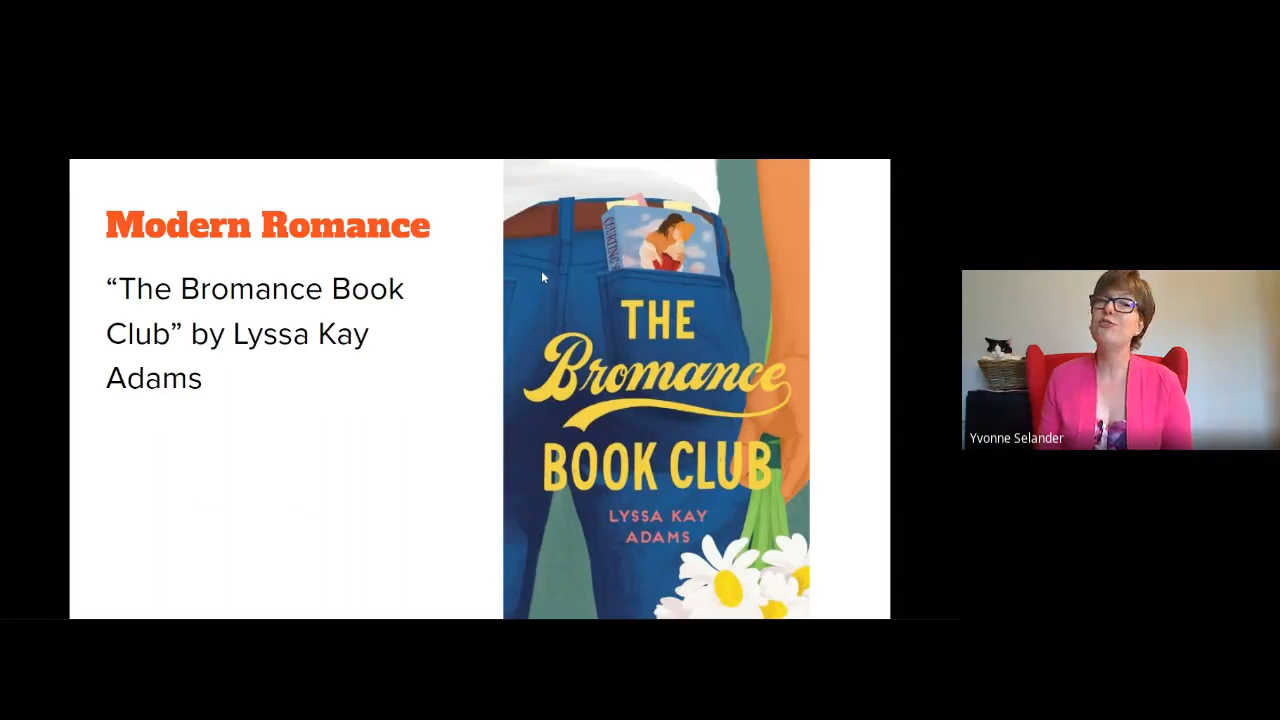 Modern Romance
“The Bromance Book
Club” by Lyssa Kay
Adams
COURTING
THE
Bromance
BOOK CLUB
LYSSA KAY
ADAMS
Yvonne Selander